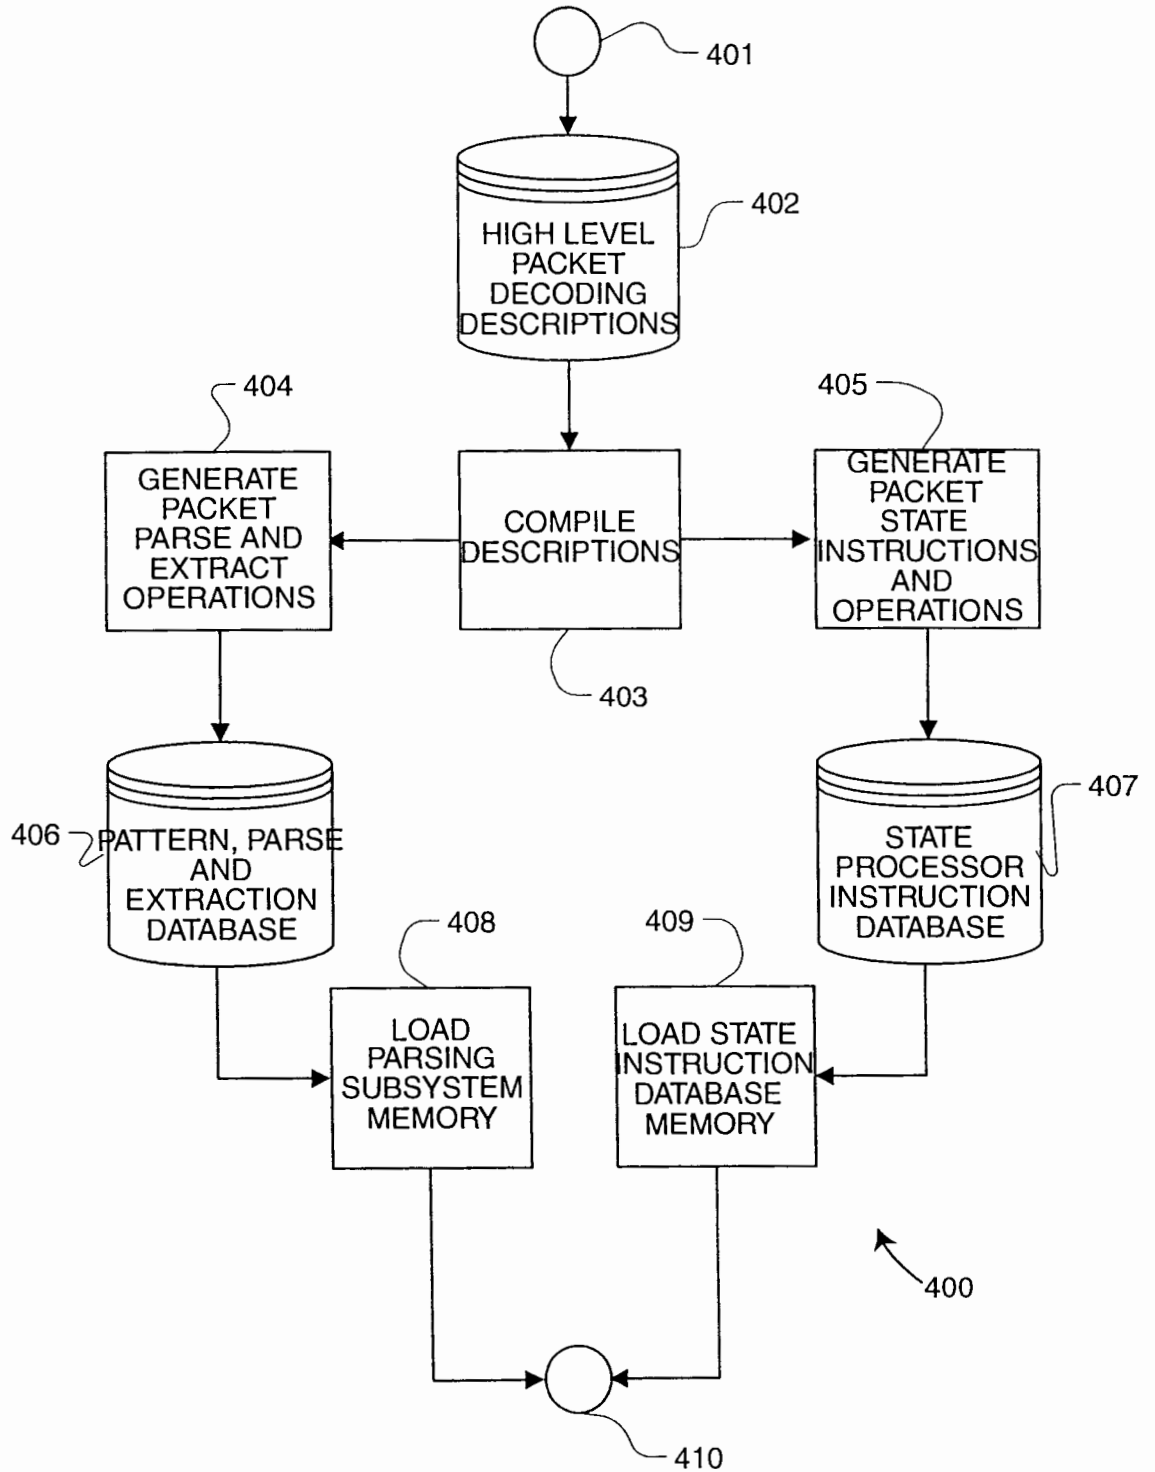 401
402
HIGH LEVEL
PACKET
DECODING
DESCRIPTIONS
404
405
GENERATE
PACKET
PARSE AND
EXTRACT
OPERATIONS
COMPILE
DESCRIPTIONS
GENERATE
PACKET
STATE
INSTRUCTIONS
AND
OPERATIONS
403
406
PATTERN, PARSE
AND
EXTRACTION
DATABASE
407
STATE
PROCESSOR
INSTRUCTION
DATABASE
408
409
LOAD
PARSING
SUBSYSTEM
MEMORY
LOAD STATE
INSTRUCTION
DATABASE
MEMORY
400
410